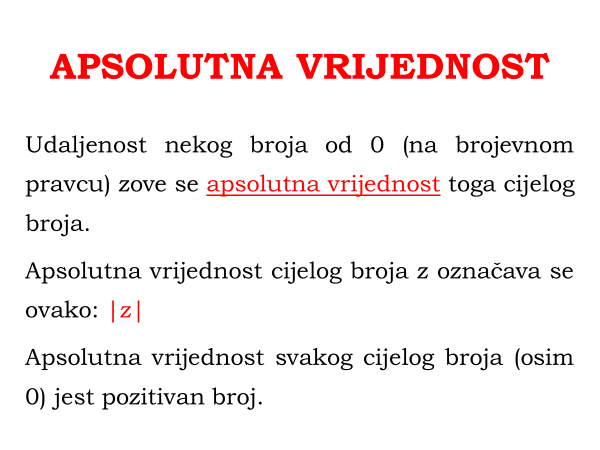 APSOLUTNA VRIJEDNOST
Udaljenost nekog broja od 0 (na brojevnom
pravcu) zove se apsolutna vrijednost toga cijelog
broja.
Apsolutna vrijednost cijelog broja z označava se
ovako: |z|
Apsolutna vrijednost svakog cijelog broja (osim
0) jest pozitivan broj.